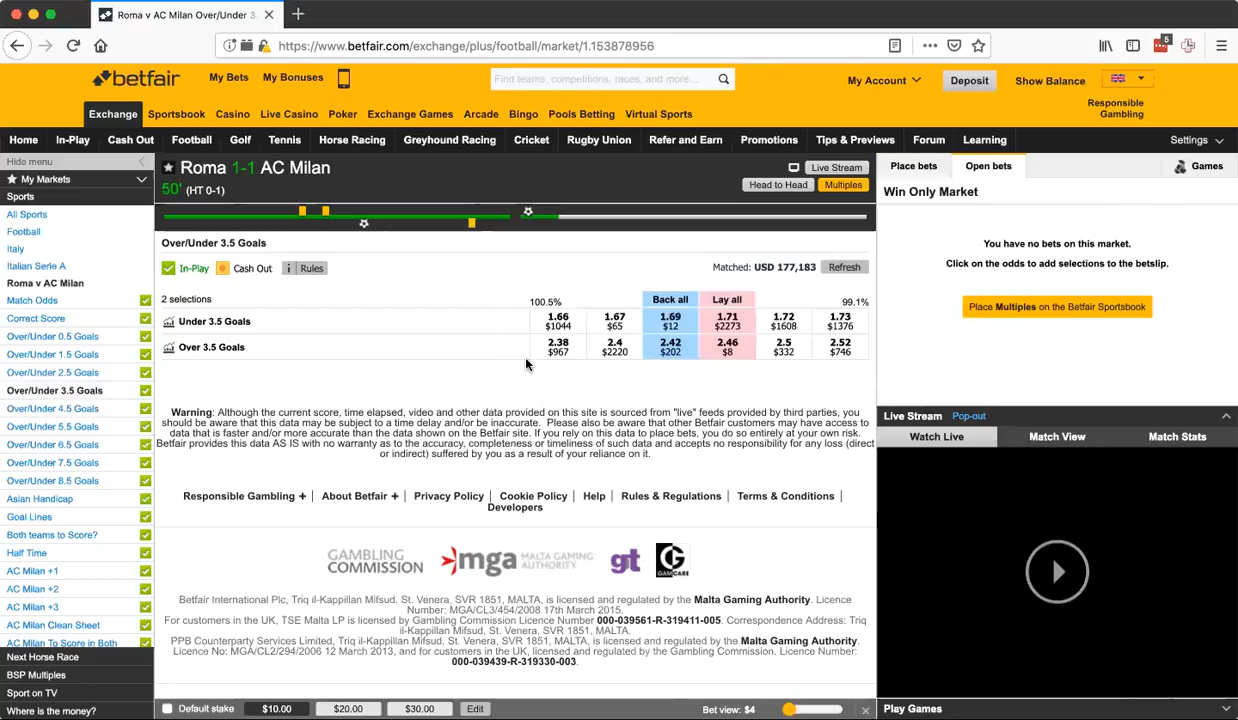 Roma v AC Milan Over/Under 3
https://www.betfair.com/exchange/plus/football/market/1.153878956
5
betfair
My Bets
My Bonuses
Find teams, competitions, races, and more...
My Account
Deposit
Show Balance
Responsible
Gambling
Exchange Sportsbook Casino Live Casino Poker Exchange Games Arcade Bingo Pools Betting Virtual Sports
Home In-Play Cash Out Football Golf Tennis Horse Racing Greyhound Racing Cricket Rugby Union Refer and Earn Promotions Tips & Previews Forum Learning Settings
Hide menu
My Markets
Sports
All Sports
Football
Italy
Italian Serie A
Roma v AC Milan
Match Odds
Correct Score
Over/Under 0.5 Goals
Over/Under 1.5 Goals
Over/Under 2.5 Goals
Over/Under 3.5 Goals
Over/Under 4.5 Goals
Over/Under 5.5 Goals
Over/Under 6.5 Goals
Over/Under 7.5 Goals
Over/Under 8.5 Goals
Asian Handicap
Goal Lines
Both teams to Score?
Half Time
AC Milan +1
AC Milan +2
AC Milan +3
AC Milan Clean Sheet
AC Milan To Score in Both
Next Horse Race
BSP Multiples
Sport on TV
Where is the money?
Roma 1-1 AC Milan
50' (HT 0-1)
Live Stream
Head to Head
Multiples
Over/Under 3.5 Goals
In-Play Cash Out i Rules
Matched: USD 177,183 Refresh
2 selections 100.5% Back all Lay all 99.1%
Under 3.5 Goals 1.66 1.67 1.69 1.71 1.72 1.73
$1044 $65 $12 $2273 $1608 $1376
Over 3.5 Goals 2.38 2.4 2.42 2.46 2.5 2.52
$967 $2220 $202 $8 $332 $746
Warning: Although the current score, time elapsed, video and other data provided on this site is sourced from "live" feeds provided by third parties, you
should be aware that this data may be subject to a time delay and/or be inaccurate. Please also be aware that other Betfair customers may have access to
data that is faster and/or more accurate than the data shown on the Betfair site. If you rely on this data to place bets, you do so entirely at your own risk.
Betfair provides this data AS IS with no warranty as to the accuracy, completeness or timeliness of such data and accepts no responsibility for any loss (direct
or indirect) suffered by you as a result of your reliance on it.
Responsible Gambling + | About Betfair + | Privacy Policy | Cookie Policy | Help | Rules & Regulations | Terms & Conditions |
Developers
GAMBLING
COMMISSION
mga MALTA GAMING
AUTHORITY
gt
G
GAMCARE
Betfair International Plc, Triq il-Kappillan Mifsud, St. Venera, SVR 1851, MALTA, is licensed and regulated by the Malta Gaming Authority. Licence
Number: MGA/CL3/454/2008 17th March 2015.
For customers in the UK, TSE Malta LP is licensed by Gambling Commission Licence Number 000-039561-R-319411-005. Correspondence Address: Triq
il-Kappillan Mifsud, St. Venera, SVR 1851, MALTA.
PPB Counterparty Services Limited, Triq il-Kappillan Mifsud, St. Venera, SVR 1851, MALTA, is licensed and regulated by the Malta Gaming Authority.
Licence No: MGA/CL2/294/2006 12 March 2013, and for customers in the UK, licensed and regulated by the Gambling Commission. Licence Number:
000-039439-R-319330-003.
Default stake $10.00 $20.00 $30.00 Edit
Bet view: $4
Place bets Open bets Games
Win Only Market
You have no bets on this market.
Click on the odds to add selections to the betslip.
Place Multiples on the Betfair Sportsbook
Live Stream Pop-out
Watch Live Match View Match Stats
Play Games